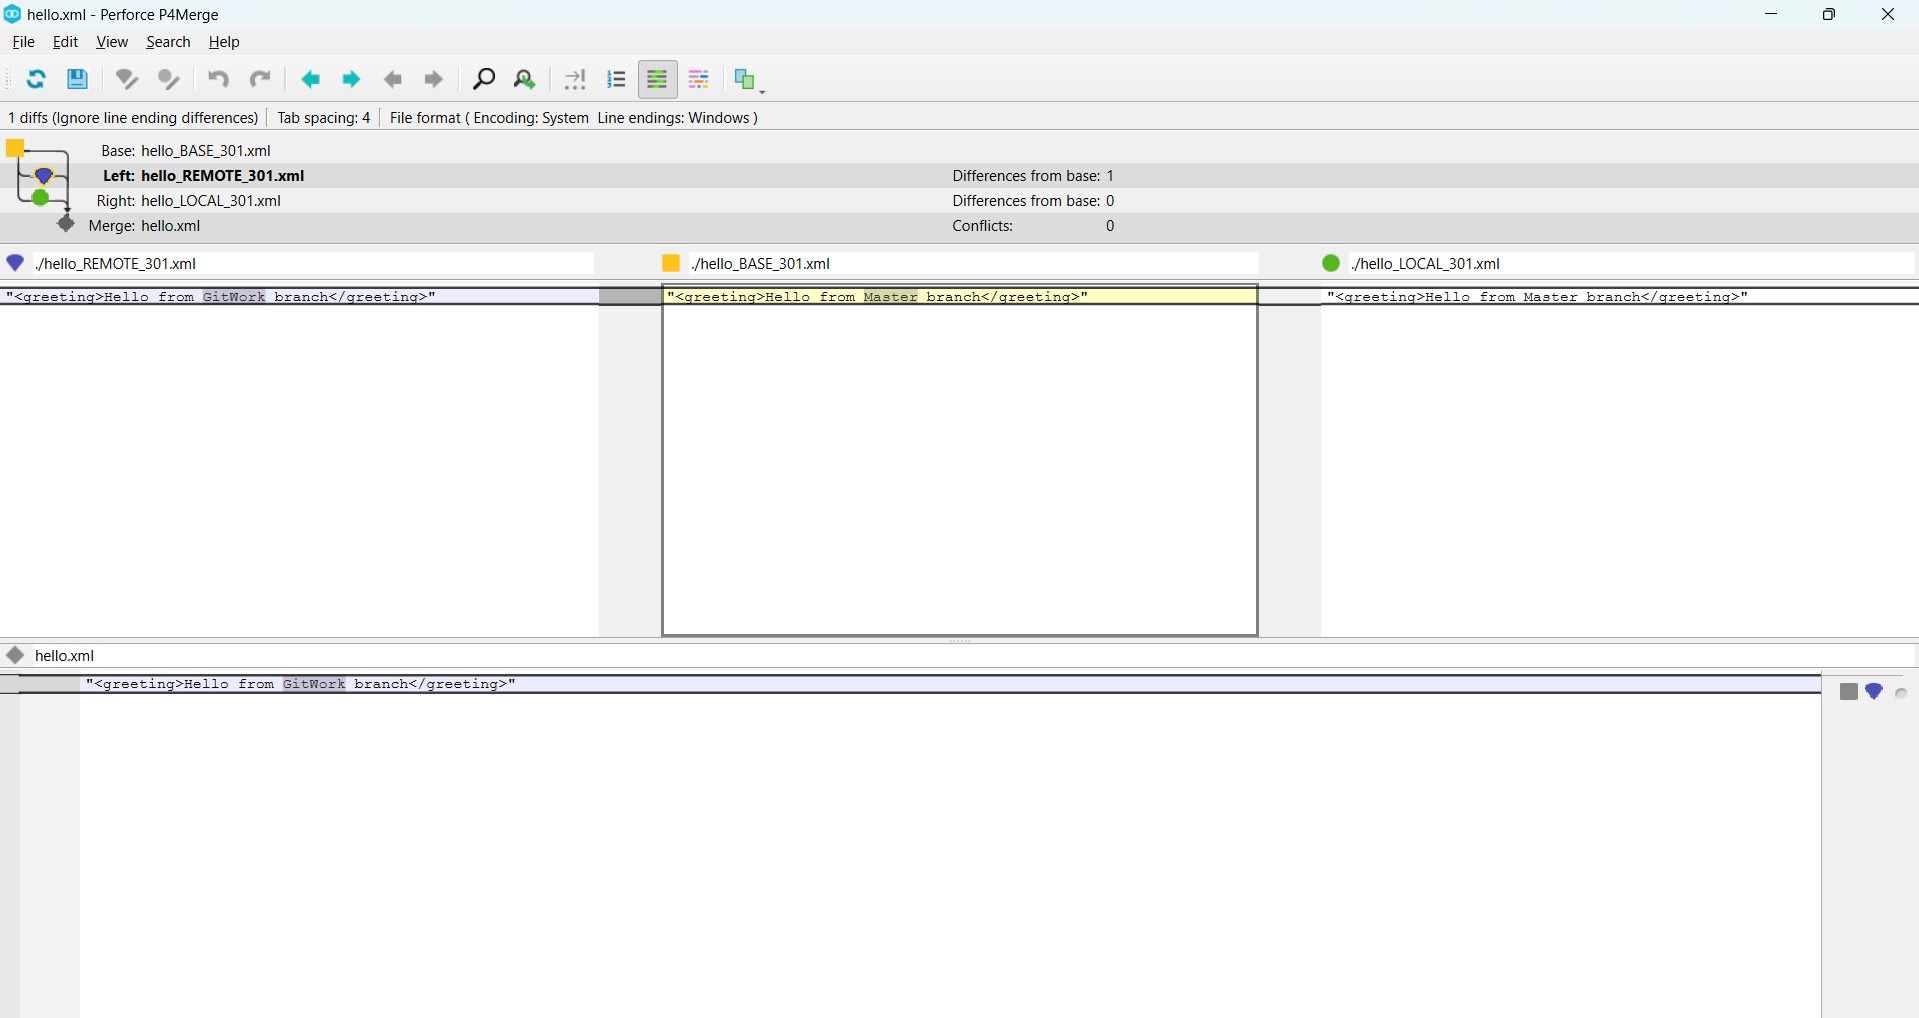 hello.xml - Perforce P4Merge
File Edit View Search Help
1 diffs (Ignore line ending differences) Tab spacing: 4 File format ( Encoding: System Line endings: Windows )
Base: hello_BASE_301.xml
Left: hello_REMOTE_301.xml Differences from base: 1
Right: hello_LOCAL_301.xml Differences from base: 0
Merge: hello.xml Conflicts: 0
./hello_REMOTE_301.xml ./hello_BASE_301.xml ./hello_LOCAL_301.xml
"<greeting>Hello from GitWork branch</greeting>" "<greeting>Hello from Master branch</greeting>" "<greeting>Hello from Master branch</greeting>"
hello.xml
"<greeting>Hello from GitWork branch</greeting>"